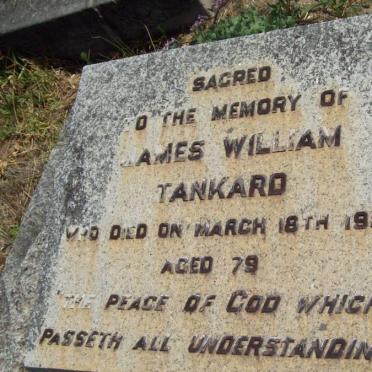 SACRED
TO THE MEMORY OF
JAMES WILLIAM
TANKARD
WHO DIED ON MARCH 18TH
AGED 79
THE PEACE OF GOD WHICH
PASSETH ALL UNDERSTANDIN